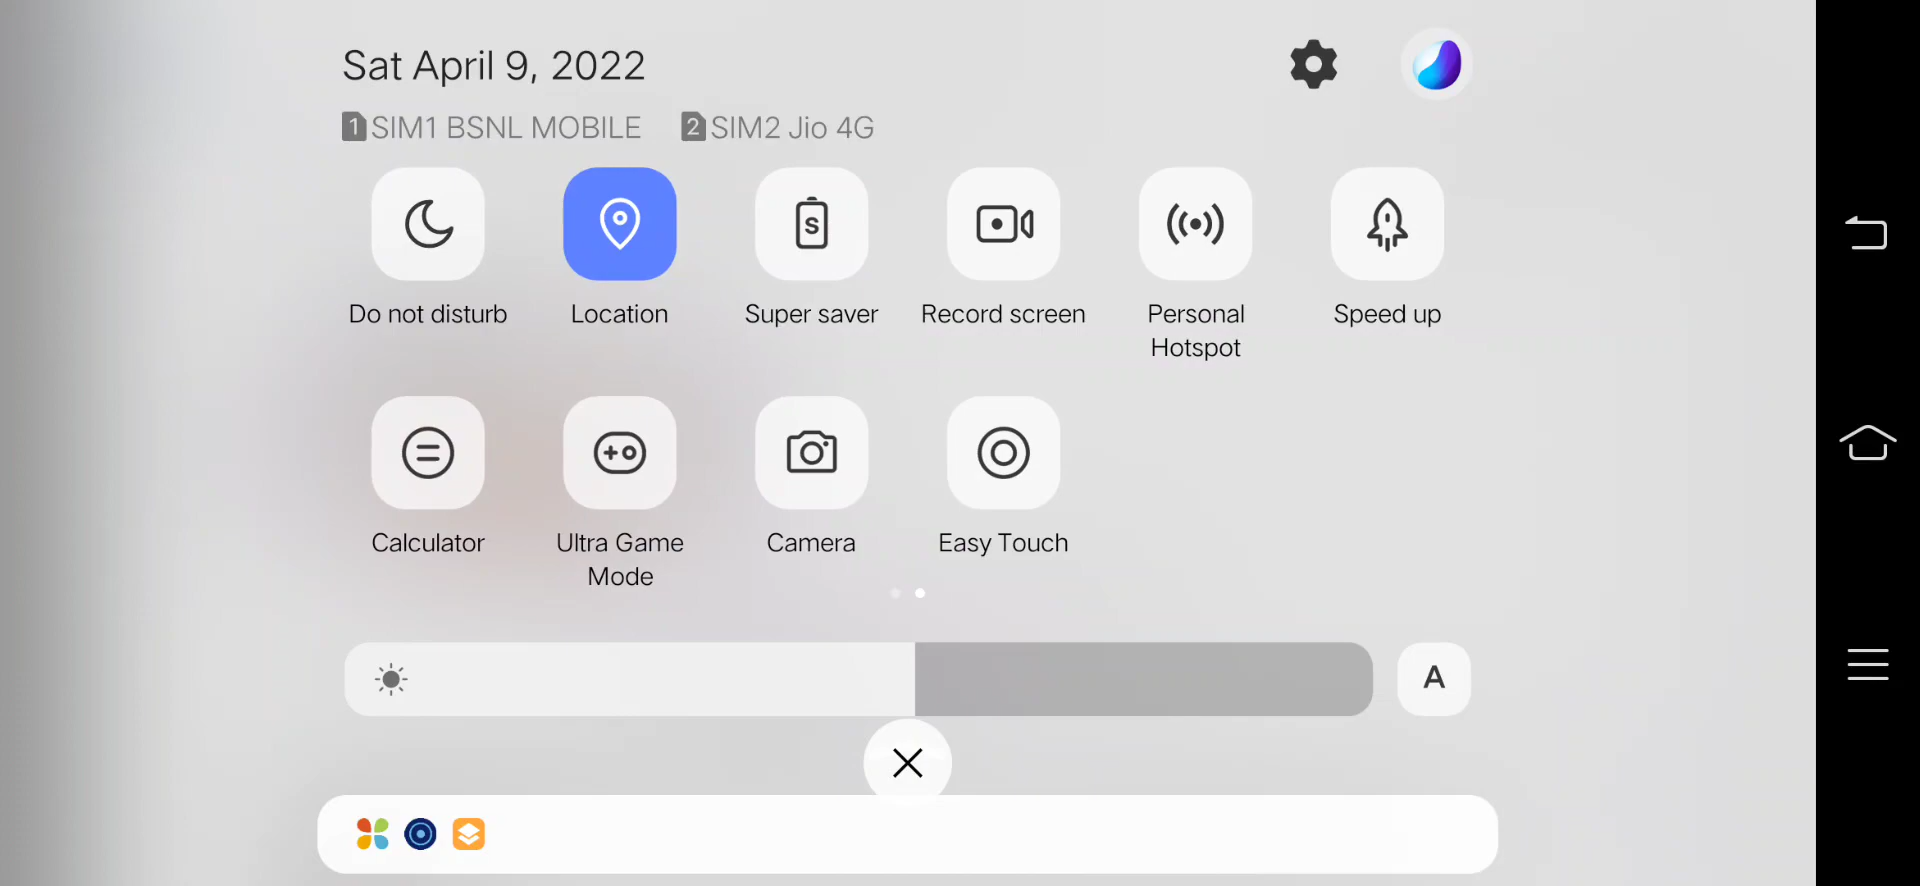 Sat April 9, 2022
1 SIM1 BSNL MOBILE 2 SIM2 Jio 4G
S
Do not disturb Location Super saver Record screen Personal Hotspot Speed up
Calculator Ultra Game Mode Camera Easy Touch
A